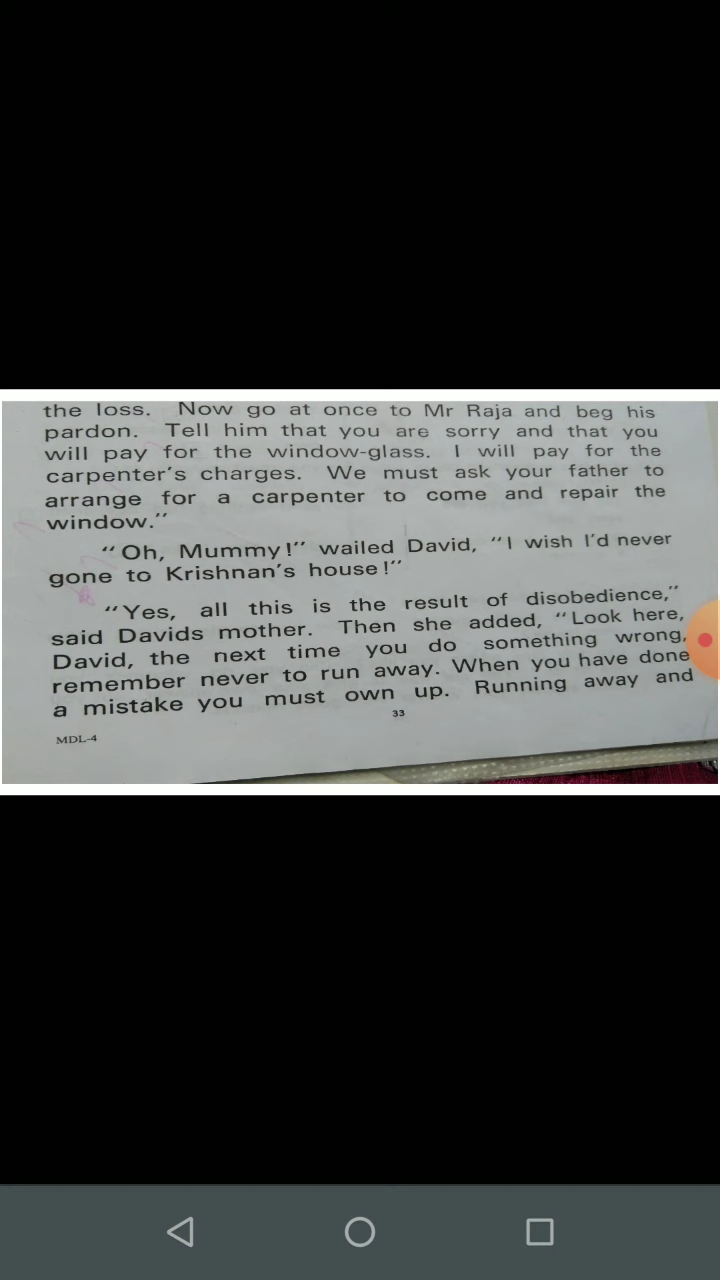 the loss. Now go at once to Mr Raja and beg his
pardon. Tell him that you are sorry and that you
will pay for the window-glass. I will pay for the
carpenter's charges. We must ask your father to
arrange for a carpenter to come and repair the
window."
"Oh, Mummy!" wailed David, "I wish I'd never
gone to Krishnan's house!"
"Yes, all this is the result of disobedience,"
said Davids mother. Then she added, "Look here,
David, the next time you do something wrong,
remember never to run away. When you have done
a mistake you must own up. Running away and
33
MDL-4